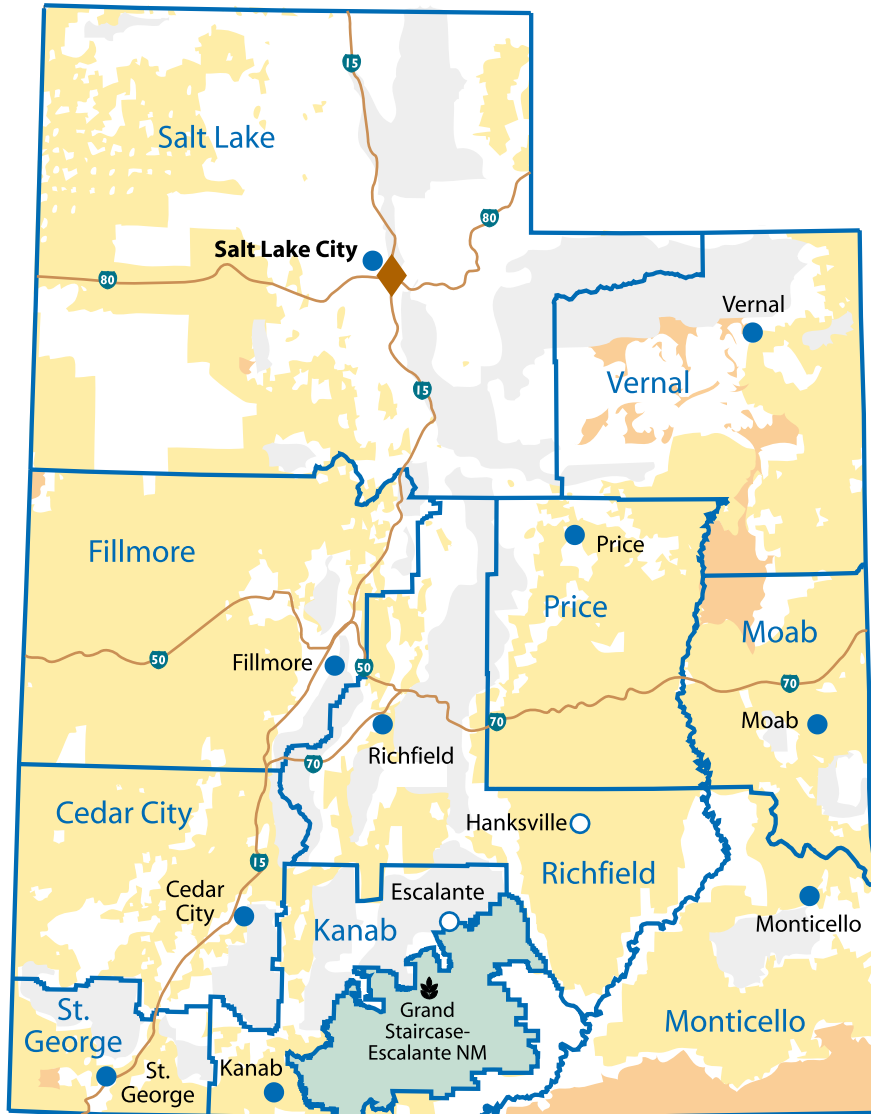 15
Salt Lake
80
Salt Lake City
80
Vernal
15
Vernal
Fillmore
Price
Price
Moab
50
Fillmore
50
70
Moab
70
Richfield
70
Cedar City
Hanksville
15
Richfield
Cedar
City
Escalante
Monticello
Kanab
Grand
Staircase-
Escalante NM
St.
George
Monticello
Kanab
St.
George